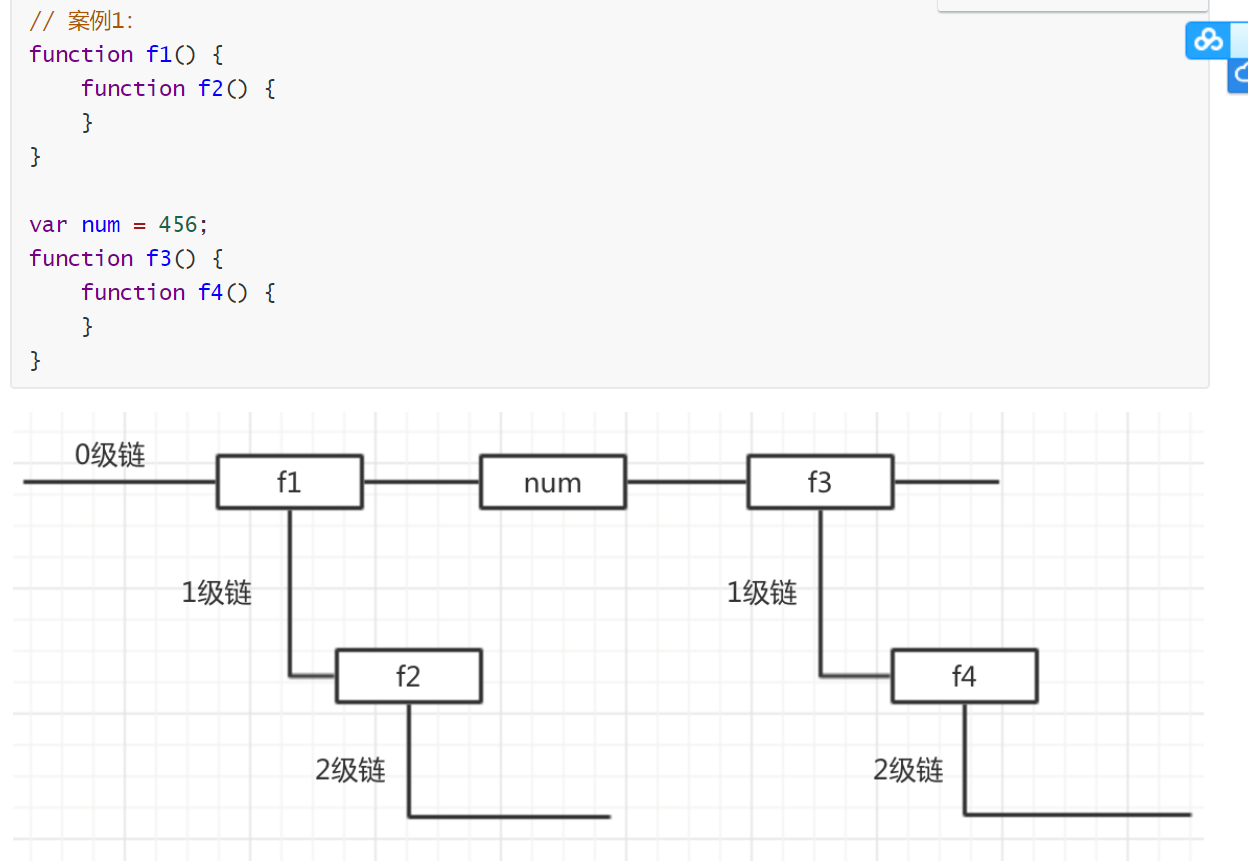 // 案例1:
function f1() {
    function f2() {
    }
}
var num = 456;
function f3() {
    function f4() {
    }
}
0级链
f1
num
f3
1级链
1级链
f2
f4
2级链
2级链